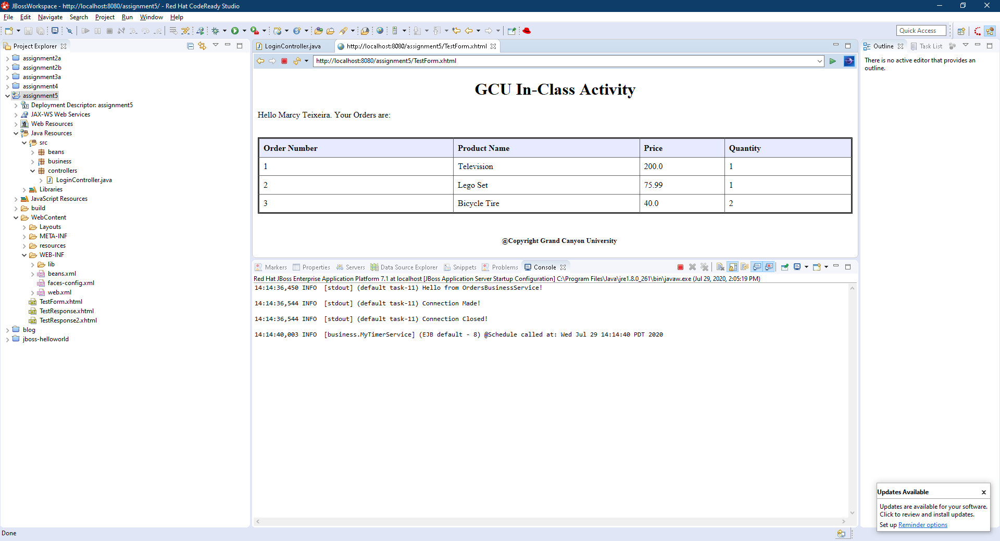 JBossWorkspace - http://localhost:8080/assignment5/ - Red Hat CodeReady Studio
File Edit Navigate Search Project Run Window Help
Quick Access
Project Explorer
assignment2a
assignment2b
assignment3a
assignment4
assignment5
Deployment Descriptor: assignment5
JAX-WS Web Services
Web Resources
Java Resources
src
beans
business
controllers
LoginController.java
Libraries
JavaScript Resources
build
WebContent
Layouts
META-INF
resources
WEB-INF
lib
beans.xml
faces-config.xml
web.xml
TestForm.xhtml
TestResponse.xhtml
TestResponse2.xhtml
blog
jboss-helloworld
LoginController.java http://localhost:8080/assignment5/TestForm.xhtml
http://localhost:8080/assignment5/TestForm.xhtml
GCU In-Class Activity
Hello Marcy Teixeira. Your Orders are:
Order Number Product Name Price Quantity
1 Television 200.0 1
2 Lego Set 75.99 1
3 Bicycle Tire 40.0 2
@Copyright Grand Canyon University
Markers Properties Servers Data Source Explorer Snippets Problems Console
Red Hat JBoss Enterprise Application Platform 7.1 at localhost [JBoss Application Server Startup Configuration] C:\Program Files\Java\jre1.8.0_261\bin\javaw.exe (Jul 29, 2020, 2:05:19 PM)
14:14:36,450 INFO [stdout] (default task-11) Hello from OrdersBusinessService!
14:14:36,544 INFO [stdout] (default task-11) Connection Made!
14:14:36,544 INFO [stdout] (default task-11) Connection Closed!
14:14:40,003 INFO [business.MyTimerService] (EJB default - 8) @Schedule called at: Wed Jul 29 14:14:40 PDT 2020
Outline Task List
There is no active editor that provides an
outline.
Updates Available
Updates are available for your software.
Click to review and install updates.
Set up Reminder options
Done